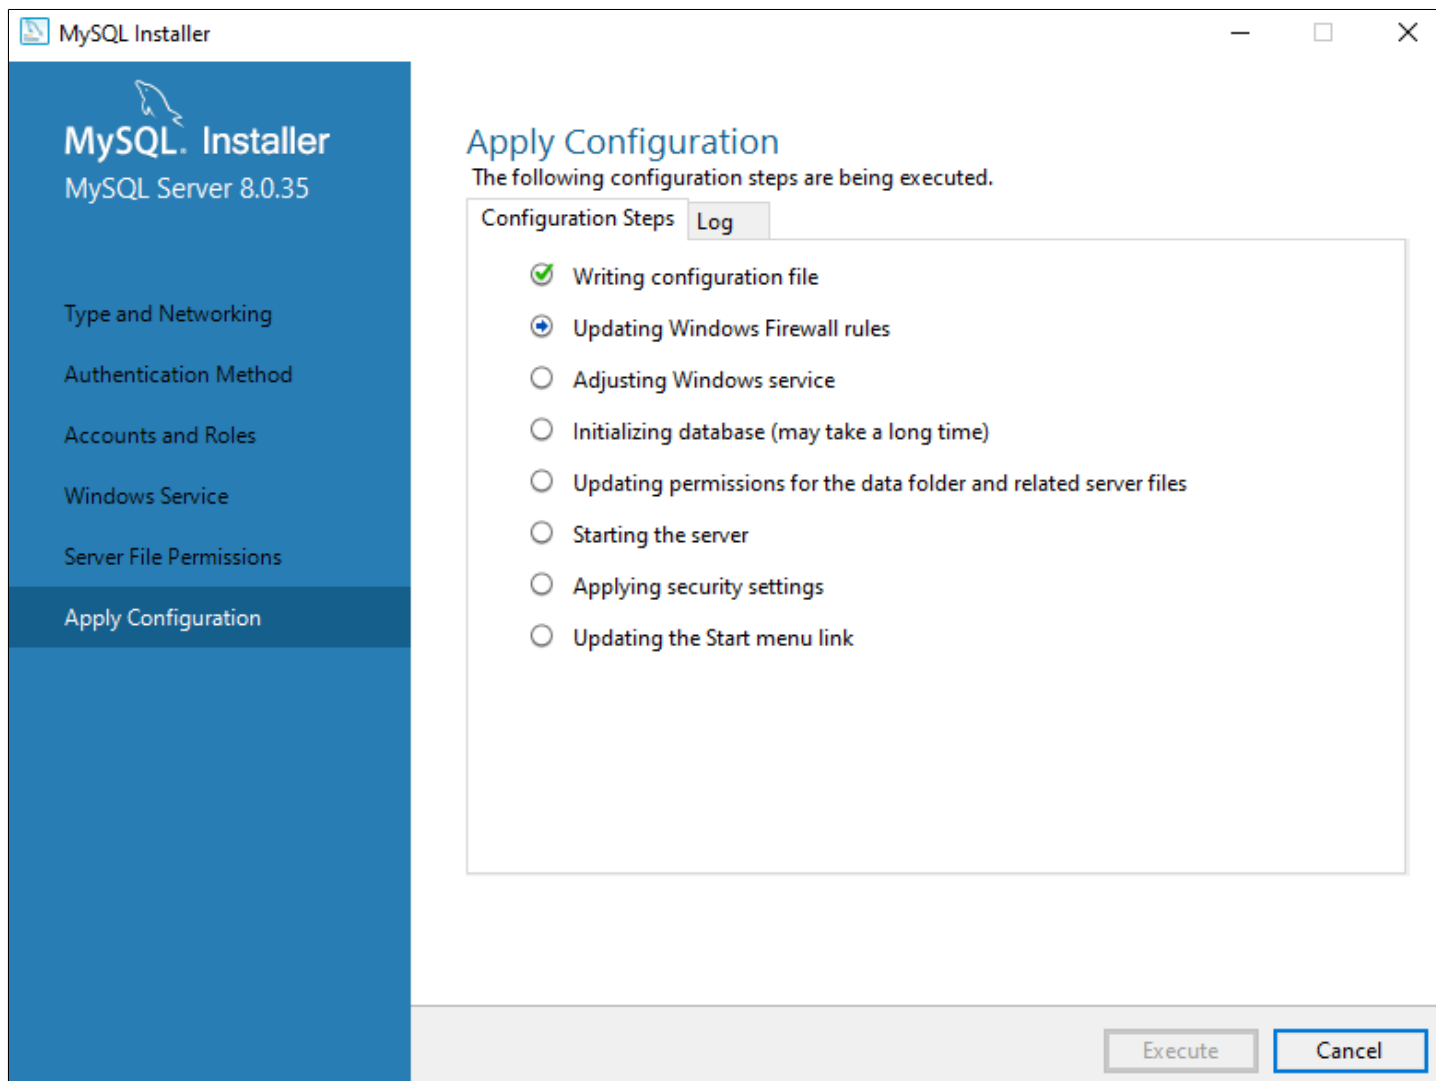 MySQL Installer
MySQL. Installer
MySQL Server 8.0.35
Type and Networking
Authentication Method
Accounts and Roles
Windows Service
Server File Permissions
Apply Configuration
Apply Configuration
The following configuration steps are being executed.
Configuration Steps Log
Writing configuration file
Updating Windows Firewall rules
Adjusting Windows service
Initializing database (may take a long time)
Updating permissions for the data folder and related server files
Starting the server
Applying security settings
Updating the Start menu link
Execute Cancel